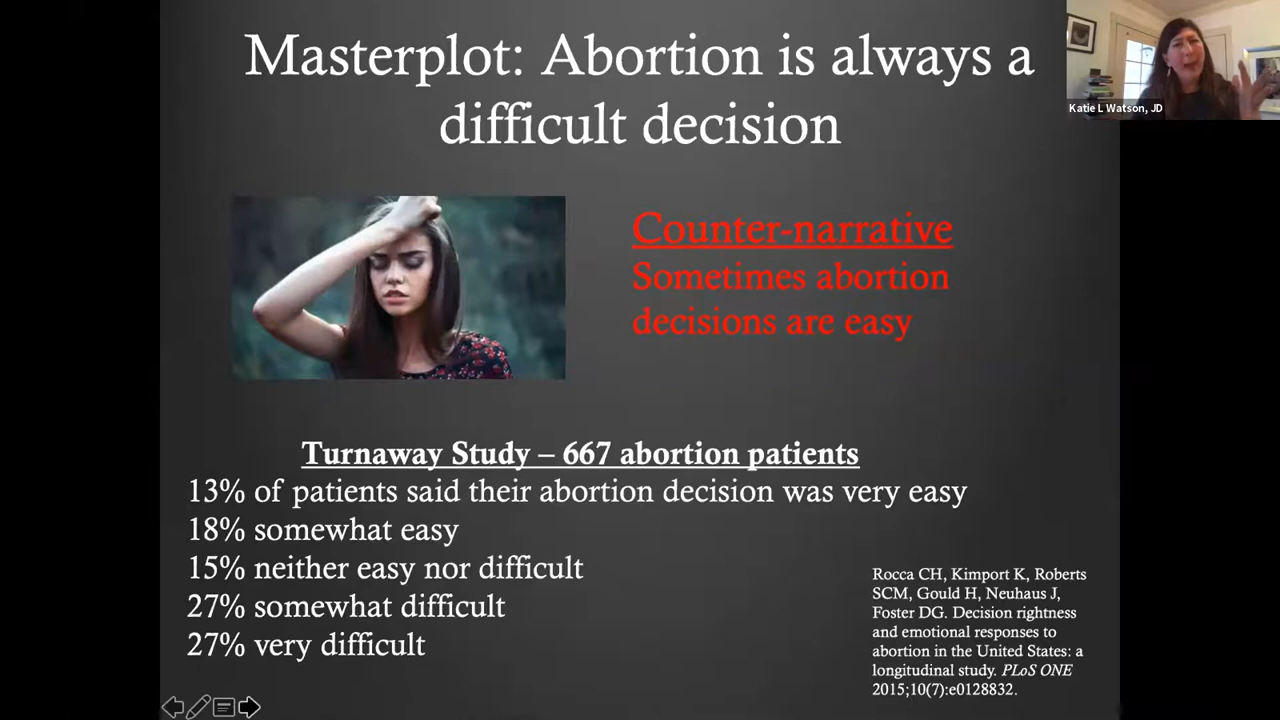 Masterplot: Abortion is always a
difficult decision
Katie L Watson, JD
Counter-narrative
Sometimes abortion
decisions are easy
Turnaway Study – 667 abortion patients
13% of patients said their abortion decision was very easy
18% somewhat easy
15% neither easy nor difficult
27% somewhat difficult
27% very difficult
Rocca CH, Kimport K, Roberts
SCM, Gould H, Neuhaus J,
Foster DG. Decision rightness
and emotional responses to
abortion in the United States: a
longitudinal study. PLoS ONE
2015;10(7):e0128832.